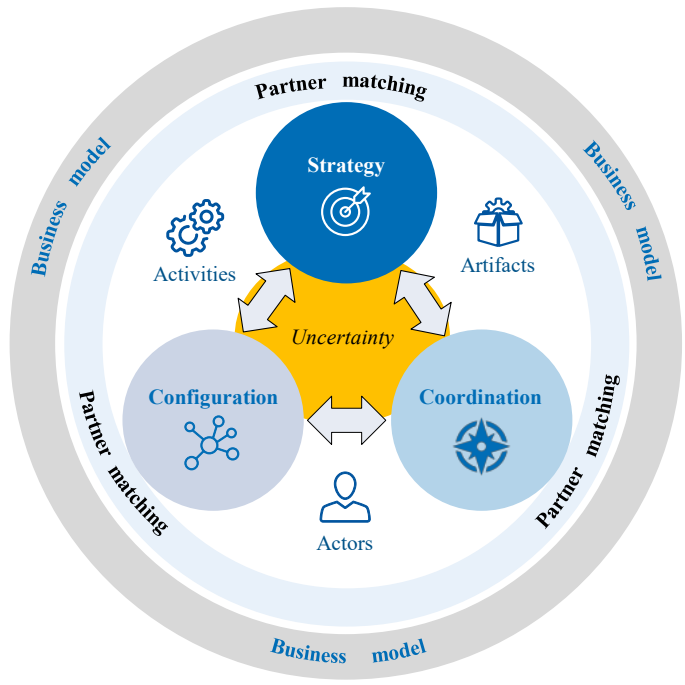 Partner matching
Strategy
Business model
Business model
Activities
Artifacts
Uncertainty
Configuration
Coordination
Partner matching
Partner matching
Actors
Business model